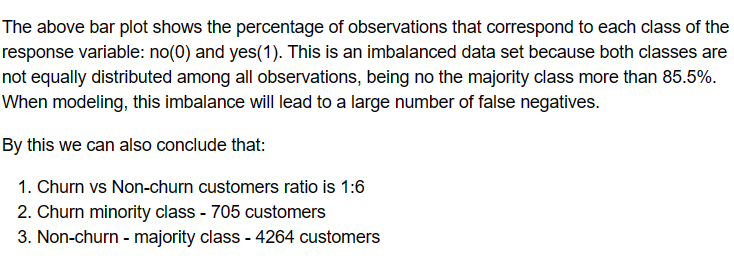 The above bar plot shows the percentage of observations that correspond to each class of the
response variable: no(0) and yes(1). This is an imbalanced data set because both classes are
not equally distributed among all observations, being no the majority class more than 85.5%.
When modeling, this imbalance will lead to a large number of false negatives.
By this we can also conclude that:
1. Churn vs Non-churn customers ratio is 1:6
2. Churn minority class - 705 customers
3. Non-churn - majority class - 4264 customers